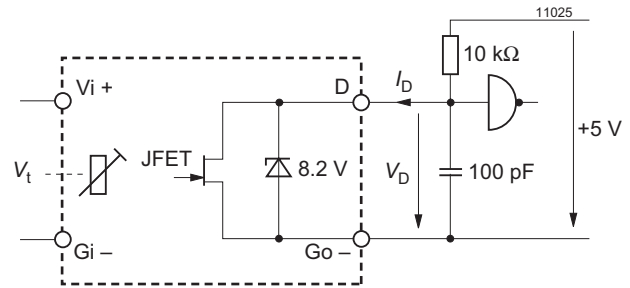 11025
10 kΩ
Vi +
D
I_D
+5 V
V_t
JFET
8.2 V
V_D
100 pF
Gi –
Go –